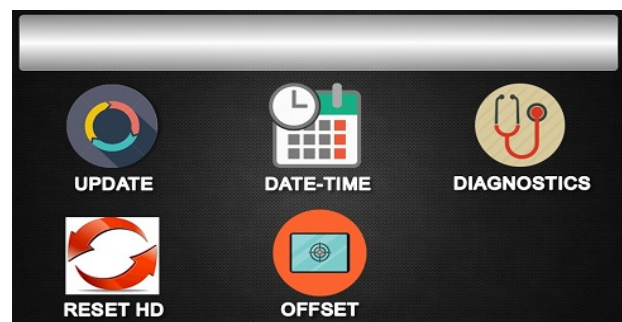 UPDATE
DATE-TIME
DIAGNOSTICS
RESET HD
OFFSET